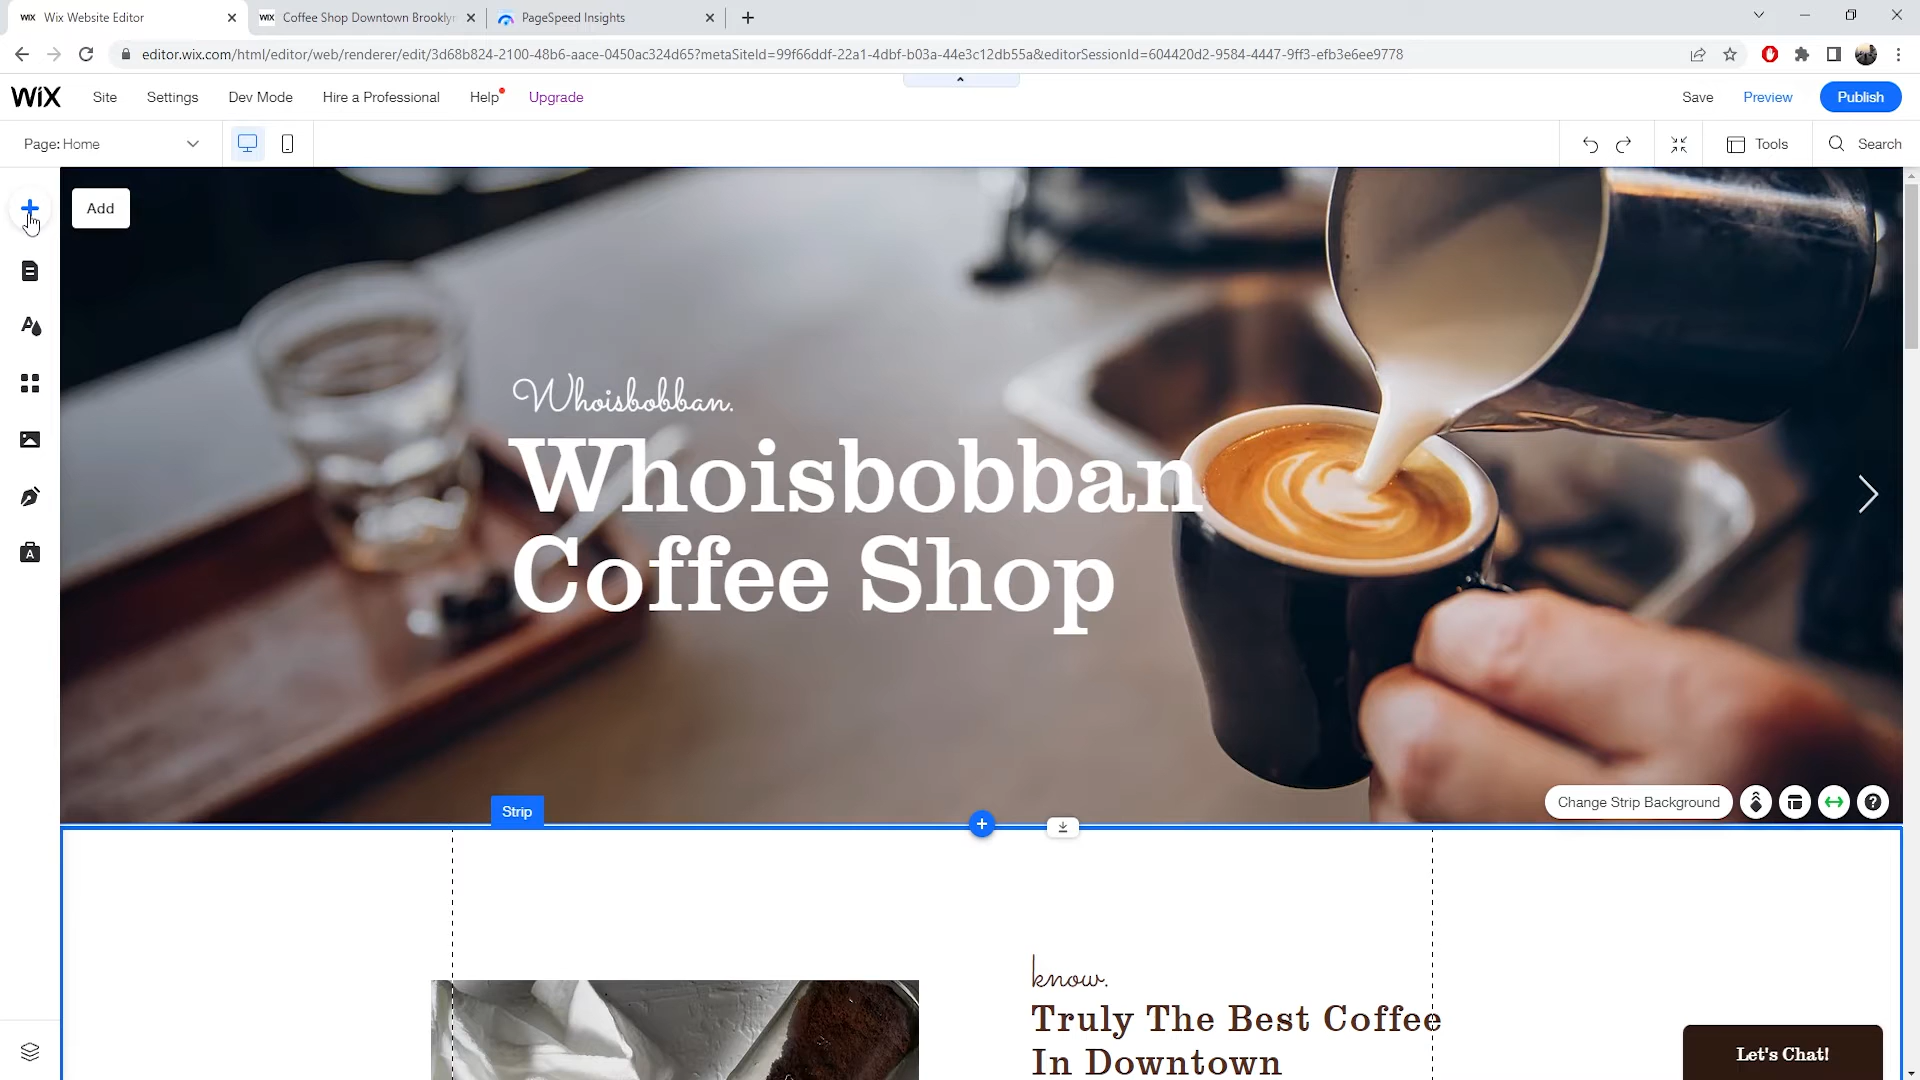 WIX Wix Website Editor
WIX Coffee Shop Downtown Brooklyn
PageSpeed Insights
editor.wix.com/html/editor/web/renderer/edit/3d68b824-2100-48b6-aace-0450ac324d65?metaSiteId=99f66ddf-22a1-4dbf-b03a-44e3c12db55a&editorSessionId=604420d2-9584-4447-9ff3-efb3e6ee9778
WiX Site Settings Dev Mode Hire a Professional Help Upgrade Save Preview Publish
Page: Home Tools Search
Add
Whoisbobban.
Whoisbobban
Coffee Shop
Change Strip Background
Strip
know.
Truly The Best Coffee
In Downtown
Let's Chat!